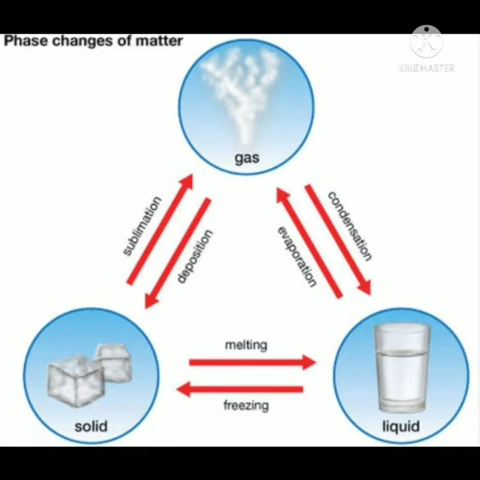 Phase changes of matter
KINEMASTER
gas
sublimation
deposition
evaporation
condensation
melting
freezing
solid
liquid